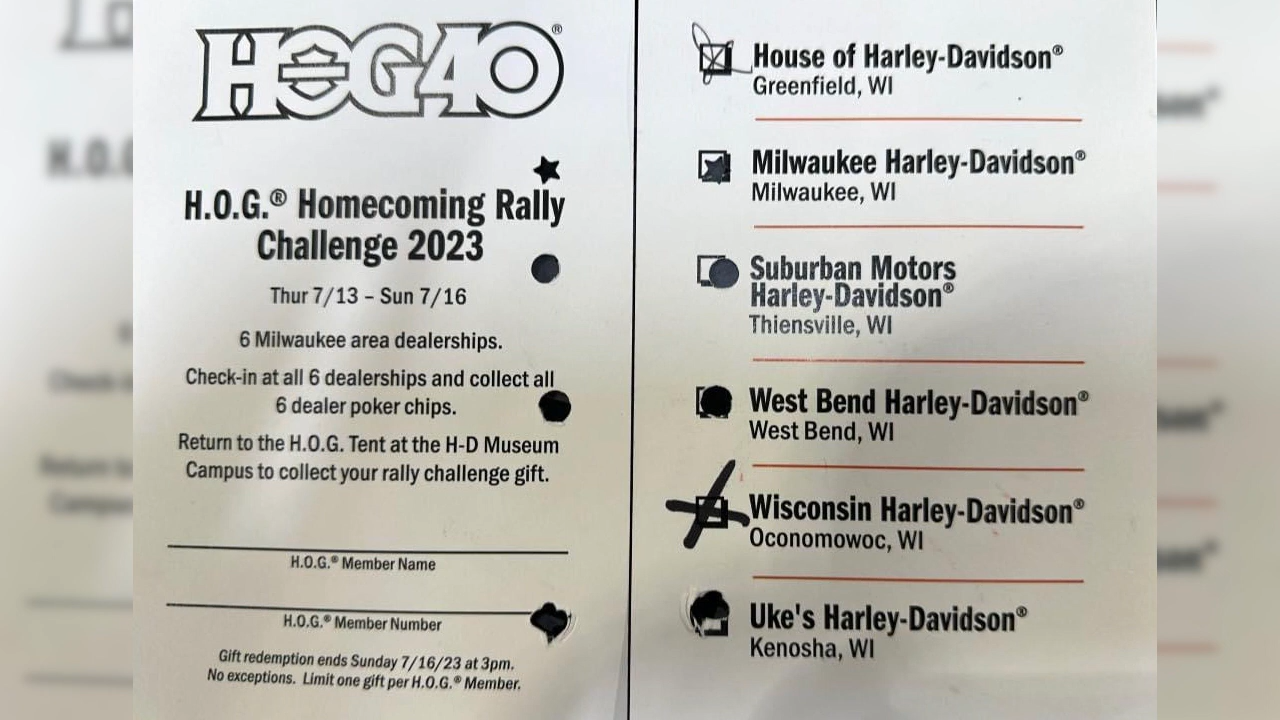 HOG40®
H.O.G.® Homecoming Rally
Challenge 2023
Thur 7/13 – Sun 7/16
6 Milwaukee area dealerships.
Check-in at all 6 dealerships and collect all
6 dealer poker chips.
Return to the H.O.G. Tent at the H-D Museum
Campus to collect your rally challenge gift.
H.O.G.® Member Name
H.O.G.® Member Number
Gift redemption ends Sunday 7/16/23 at 3pm.
No exceptions. Limit one gift per H.O.G.® Member.
House of Harley-Davidson®
Greenfield, WI
Milwaukee Harley-Davidson®
Milwaukee, WI
Suburban Motors
Harley-Davidson®
Thiensville, WI
West Bend Harley-Davidson®
West Bend, WI
Wisconsin Harley-Davidson®
Oconomowoc, WI
Uke's Harley-Davidson®
Kenosha, WI